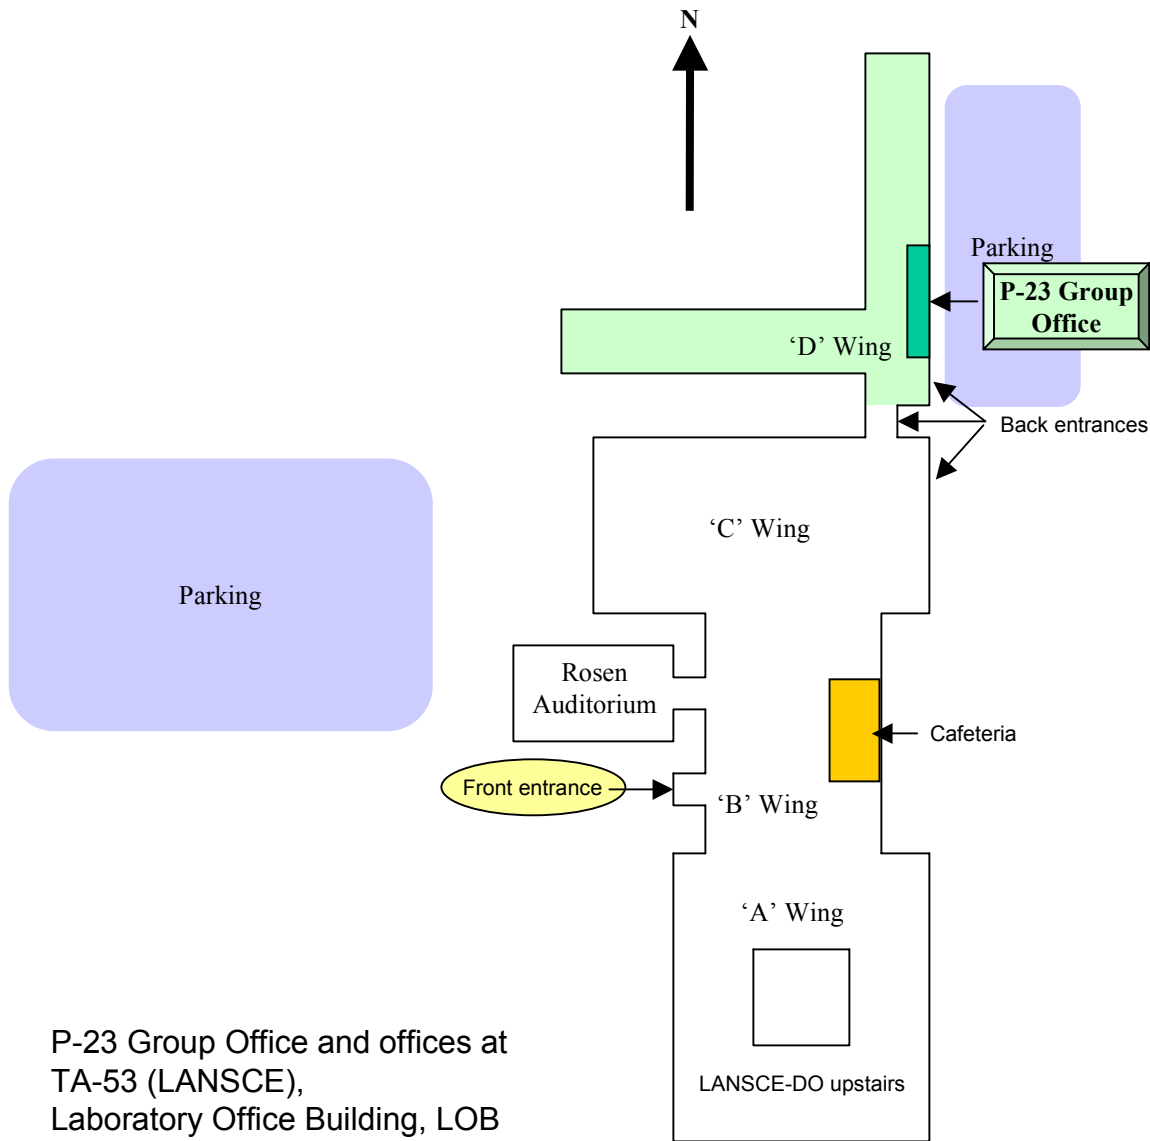 N
Parking
P-23 Group
Office
‘D’ Wing
Back entrances
‘C’ Wing
Parking
Rosen
Auditorium
Cafeteria
Front entrance
‘B’ Wing
‘A’ Wing
LANSCE-DO upstairs
P-23 Group Office and offices at
TA-53 (LANSCE),
Laboratory Office Building, LOB